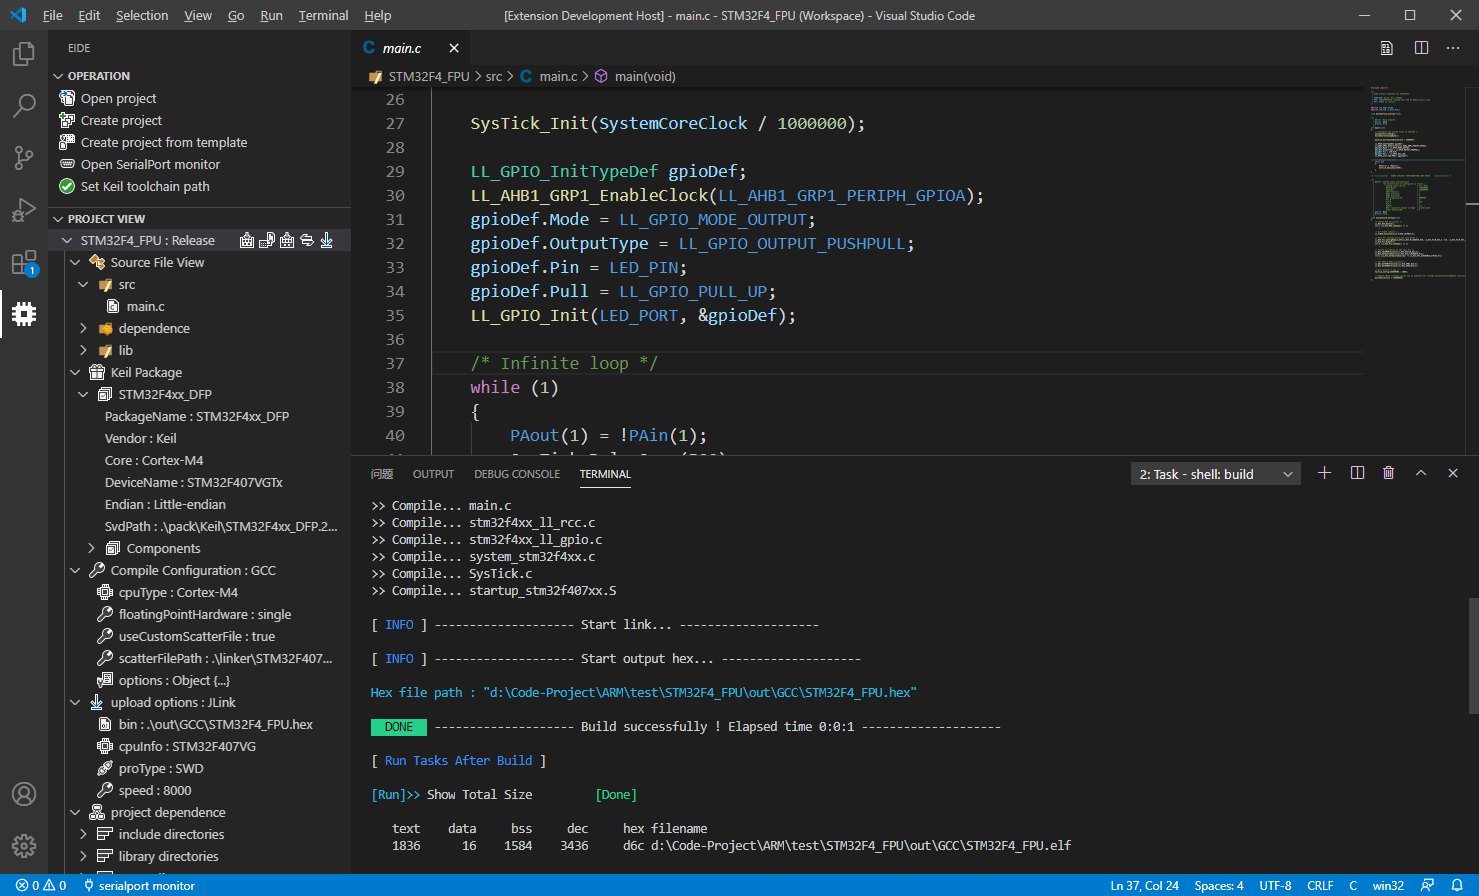 File Edit Selection View Go Run Terminal Help
[Extension Development Host] - main.c - STM32F4_FPU (Workspace) - Visual Studio Code
EIDE
OPERATION
Open project
Create project
Create project from template
Open SerialPort monitor
Set Keil toolchain path
PROJECT VIEW
STM32F4_FPU : Release
Source File View
src
main.c
dependence
lib
Keil Package
STM32F4xx_DFP
PackageName : STM32F4xx_DFP
Vendor : Keil
Core : Cortex-M4
DeviceName : STM32F407VGTx
Endian : Little-endian
SvdPath : .\pack\Keil\STM32F4xx_DFP.2...
Components
Compile Configuration : GCC
cpuType : Cortex-M4
floatingPointHardware : single
useCustomScatterFile : true
scatterFilePath : .\linker\STM32F407...
options : Object {...}
upload options : JLink
bin : .\out\GCC\STM32F4_FPU.hex
cpuInfo : STM32F407VG
proType : SWD
speed : 8000
project dependence
include directories
library directories
1
main.c
STM32F4_FPU > src > C main.c > main(void)
26
27 SysTick_Init(SystemCoreClock / 1000000);
28
29 LL_GPIO_InitTypeDef gpioDef;
30 LL_AHB1_GRP1_EnableClock(LL_AHB1_GRP1_PERIPH_GPIOA);
31 gpioDef.Mode = LL_GPIO_MODE_OUTPUT;
32 gpioDef.OutputType = LL_GPIO_OUTPUT_PUSHPULL;
33 gpioDef.Pin = LED_PIN;
34 gpioDef.Pull = LL_GPIO_PULL_UP;
35 LL_GPIO_Init(LED_PORT, &gpioDef);
36
37 /* Infinite loop */
38 while (1)
39 {
40 PAout(1) = !PAin(1);
问题 OUTPUT DEBUG CONSOLE TERMINAL
2: Task - shell: build
>> Compile... main.c
>> Compile... stm32f4xx_ll_rcc.c
>> Compile... stm32f4xx_ll_gpio.c
>> Compile... system_stm32f4xx.c
>> Compile... SysTick.c
>> Compile... startup_stm32f407xx.S
[ INFO ] -------------------- Start link... --------------------
[ INFO ] -------------------- Start output hex... --------------------
Hex file path : "d:\Code-Project\ARM\test\STM32F4_FPU\out\GCC\STM32F4_FPU.hex"
DONE -------------------- Build successfully ! Elapsed time 0:0:1 --------------------
[ Run Tasks After Build ]
[Run]>> Show Total Size [Done]
text data bss dec hex filename
1836 16 1584 3436 d6c d:\Code-Project\ARM\test\STM32F4_FPU\out\GCC\STM32F4_FPU.elf
0 0 serialport monitor
Ln 37, Col 24 Spaces: 4 UTF-8 CRLF C win32